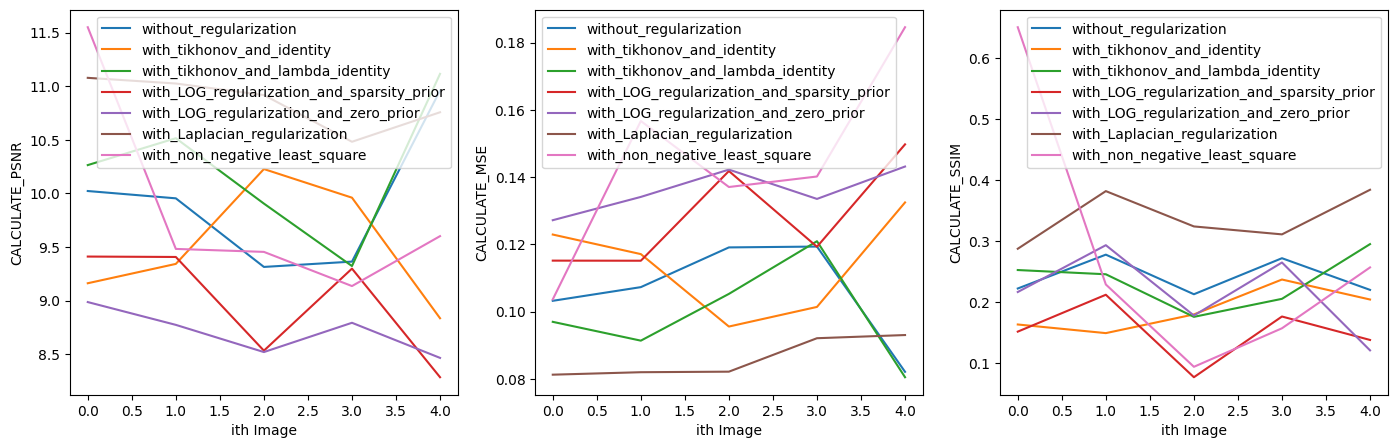 11.5
11.0
10.5
10.0
9.5
9.0
8.5
CALCULATE_PSNR
0.0 0.5 1.0 1.5 2.0 2.5 3.0 3.5 4.0
ith Image
without_regularization
with_tikhonov_and_identity
with_tikhonov_and_lambda_identity
with_LOG_regularization_and_sparsity_prior
with_LOG_regularization_and_zero_prior
with_Laplacian_regularization
with_non_negative_least_square
0.18
0.16
0.14
0.12
0.10
0.08
CALCULATE_MSE
0.0 0.5 1.0 1.5 2.0 2.5 3.0 3.5 4.0
ith Image
without_regularization
with_tikhonov_and_identity
with_tikhonov_and_lambda_identity
with_LOG_regularization_and_sparsity_prior
with_LOG_regularization_and_zero_prior
with_Laplacian_regularization
with_non_negative_least_square
0.6
0.5
0.4
0.3
0.2
0.1
CALCULATE_SSIM
0.0 0.5 1.0 1.5 2.0 2.5 3.0 3.5 4.0
ith Image
without_regularization
with_tikhonov_and_identity
with_tikhonov_and_lambda_identity
with_LOG_regularization_and_sparsity_prior
with_LOG_regularization_and_zero_prior
with_Laplacian_regularization
with_non_negative_least_square